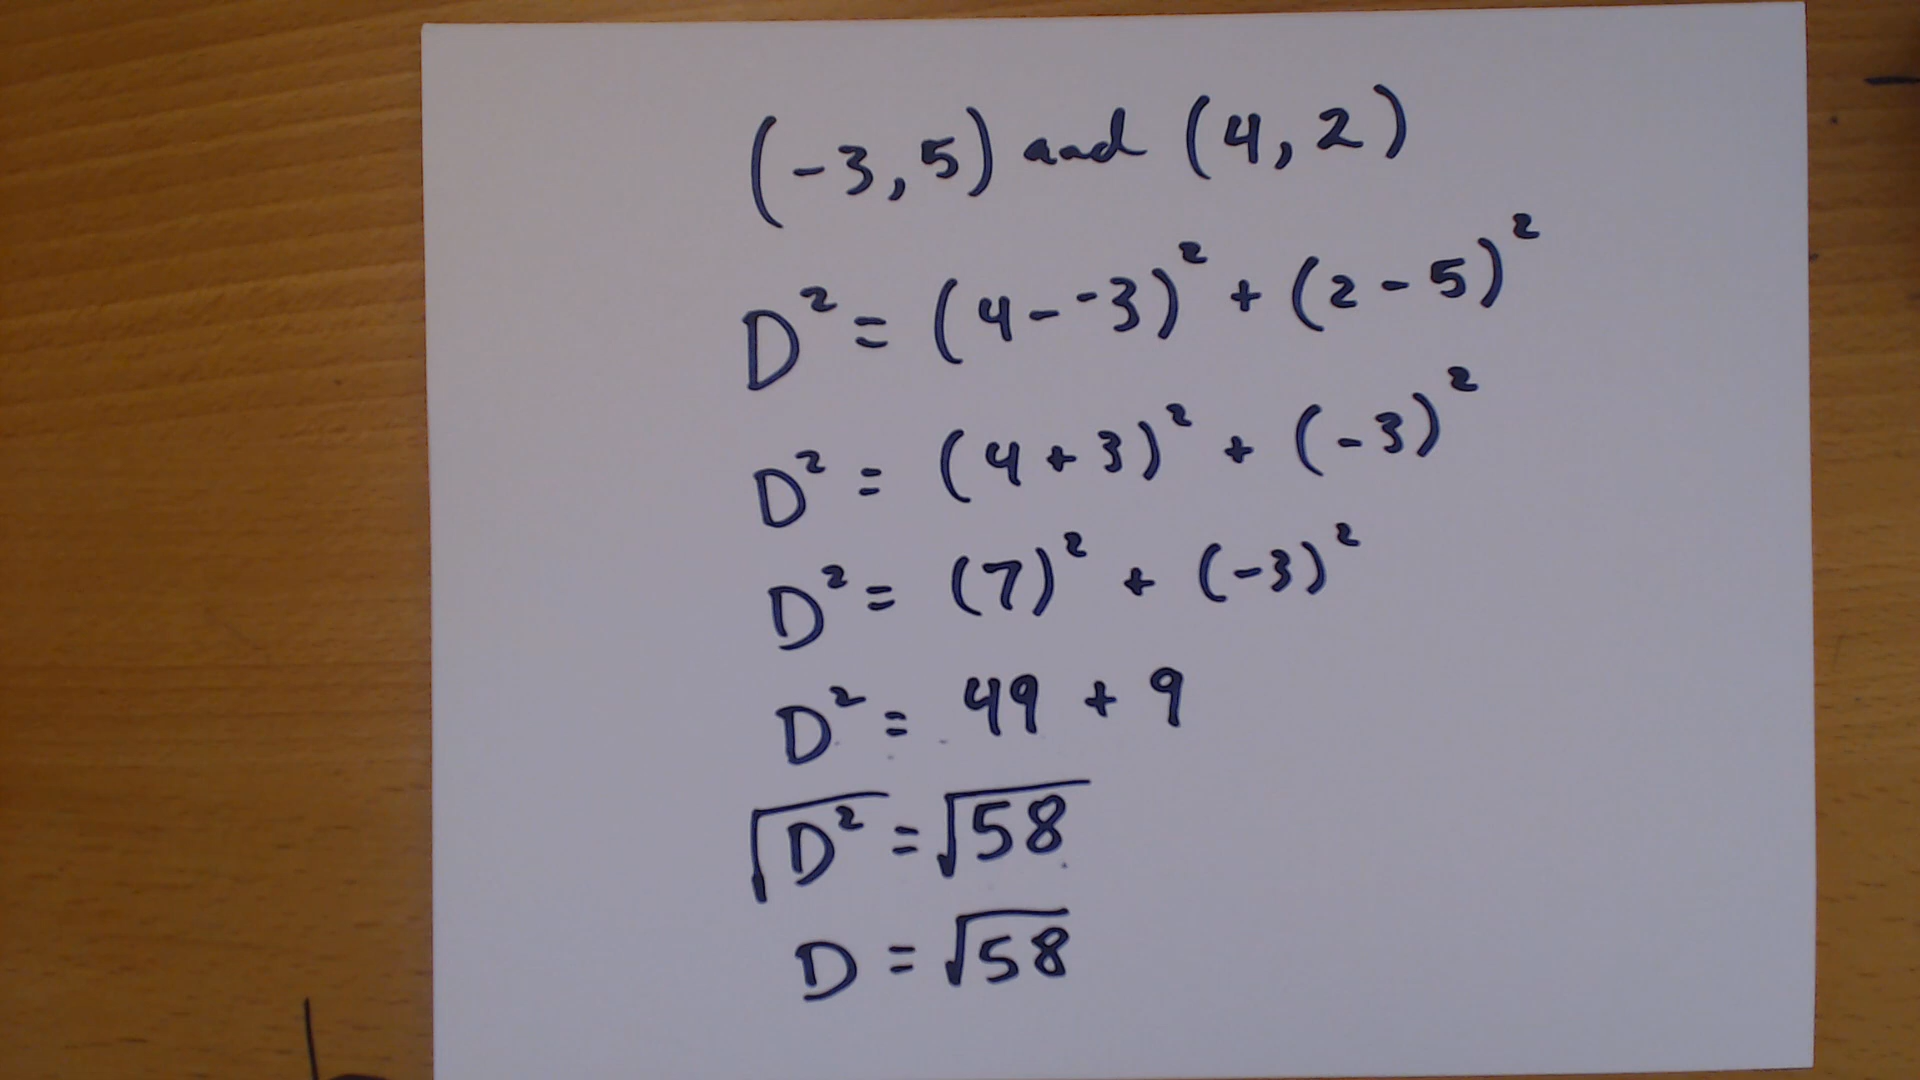 (-3,5) and (4,2)
D² = (4--3)² + (2-5)²
D² = (4+3)² + (-3)²
D² = (7)² + (-3)²
D² = 49 + 9
√D² = √58
D = √58